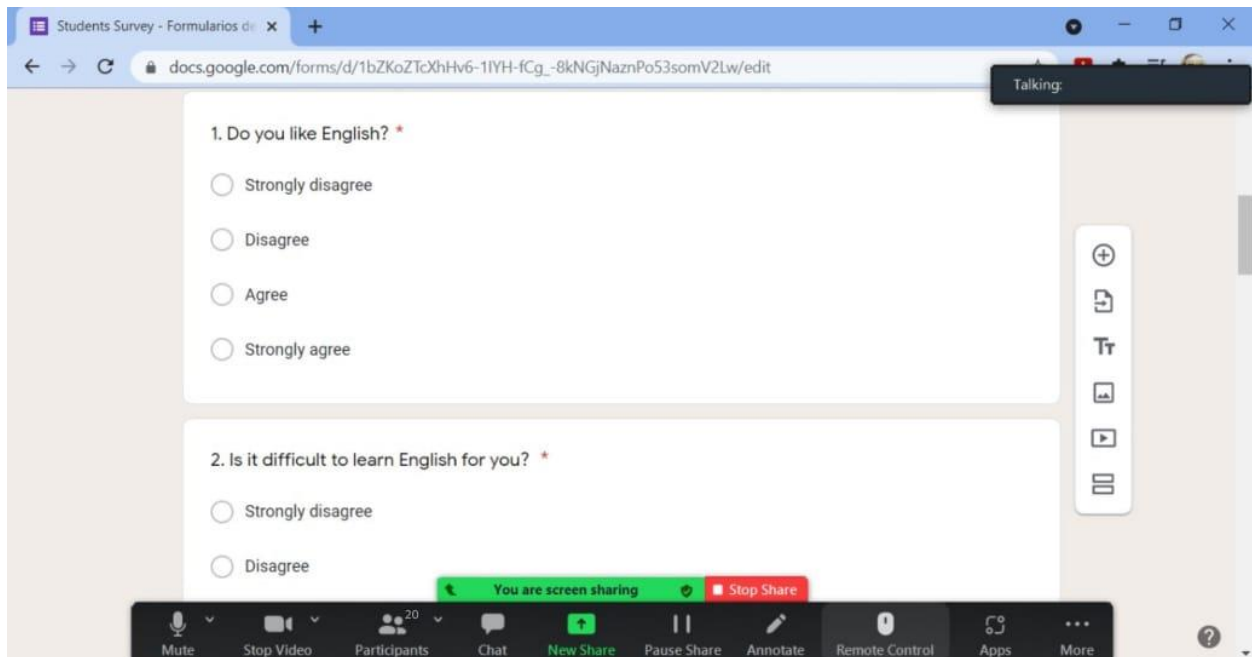 Students Survey - Formularios de
docs.google.com/forms/d/1bZKoZTcXhHv6-1IYH-fCg_-8kNGjNaznPo53somV2Lw/edit
Talking:
1. Do you like English? *
Strongly disagree
Disagree
Agree
Strongly agree
2. Is it difficult to learn English for you? *
Strongly disagree
Disagree
You are screen sharing
Stop Share
20
Mute
Stop Video
Participants
Chat
New Share
Pause Share
Annotate
Remote Control
Apps
More